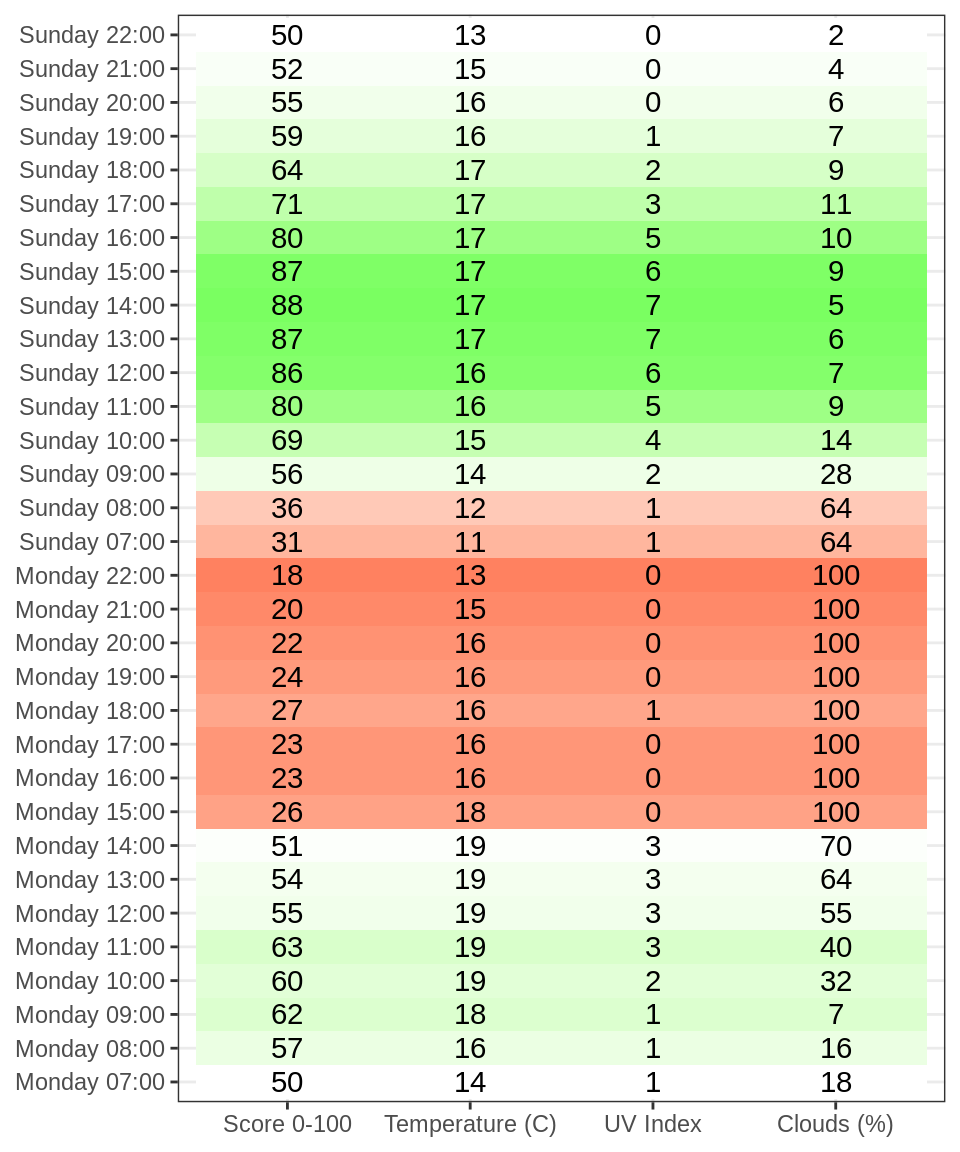 Sunday 22:00 50 13 0 2
Sunday 21:00 52 15 0 4
Sunday 20:00 55 16 0 6
Sunday 19:00 59 16 1 7
Sunday 18:00 64 17 2 9
Sunday 17:00 71 17 3 11
Sunday 16:00 80 17 5 10
Sunday 15:00 87 17 6 9
Sunday 14:00 88 17 7 5
Sunday 13:00 87 17 7 6
Sunday 12:00 86 16 6 7
Sunday 11:00 80 16 5 9
Sunday 10:00 69 15 4 14
Sunday 09:00 56 14 2 28
Sunday 08:00 36 12 1 64
Sunday 07:00 31 11 1 64
Monday 22:00 18 13 0 100
Monday 21:00 20 15 0 100
Monday 20:00 22 16 0 100
Monday 19:00 24 16 0 100
Monday 18:00 27 16 1 100
Monday 17:00 23 16 0 100
Monday 16:00 23 16 0 100
Monday 15:00 26 18 0 100
Monday 14:00 51 19 3 70
Monday 13:00 54 19 3 64
Monday 12:00 55 19 3 55
Monday 11:00 63 19 3 40
Monday 10:00 60 19 2 32
Monday 09:00 62 18 1 7
Monday 08:00 57 16 1 16
Monday 07:00 50 14 1 18
Score 0-100 Temperature (C) UV Index Clouds (%)